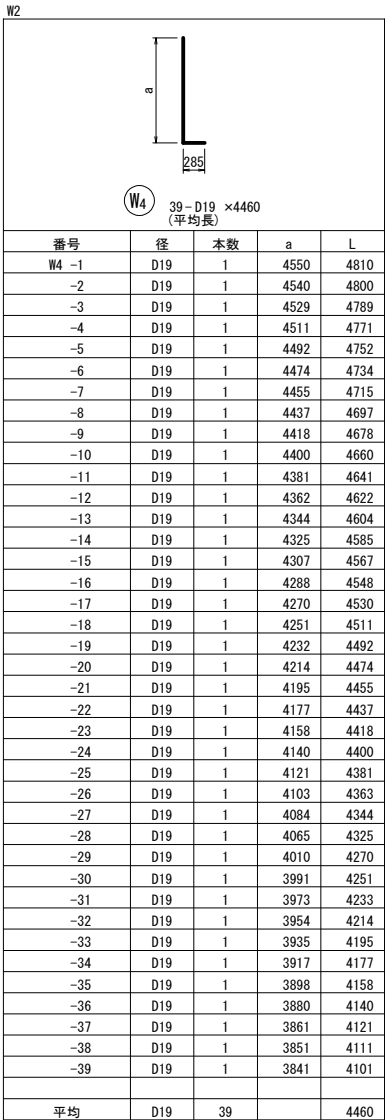 W2
a
285
W4 39-D19 ×4460
(平均長)
番号 径 本数 a L
W4 -1 D19 1 4550 4810
-2 D19 1 4540 4800
-3 D19 1 4529 4789
-4 D19 1 4511 4771
-5 D19 1 4492 4752
-6 D19 1 4474 4734
-7 D19 1 4455 4715
-8 D19 1 4437 4697
-9 D19 1 4418 4678
-10 D19 1 4400 4660
-11 D19 1 4381 4641
-12 D19 1 4362 4622
-13 D19 1 4344 4604
-14 D19 1 4325 4585
-15 D19 1 4307 4567
-16 D19 1 4288 4548
-17 D19 1 4270 4530
-18 D19 1 4251 4511
-19 D19 1 4232 4492
-20 D19 1 4214 4474
-21 D19 1 4195 4455
-22 D19 1 4177 4437
-23 D19 1 4158 4418
-24 D19 1 4140 4400
-25 D19 1 4121 4381
-26 D19 1 4103 4363
-27 D19 1 4084 4344
-28 D19 1 4065 4325
-29 D19 1 4010 4270
-30 D19 1 3991 4251
-31 D19 1 3973 4233
-32 D19 1 3954 4214
-33 D19 1 3935 4195
-34 D19 1 3917 4177
-35 D19 1 3898 4158
-36 D19 1 3880 4140
-37 D19 1 3861 4121
-38 D19 1 3851 4111
-39 D19 1 3841 4101
平均 D19 39 4460